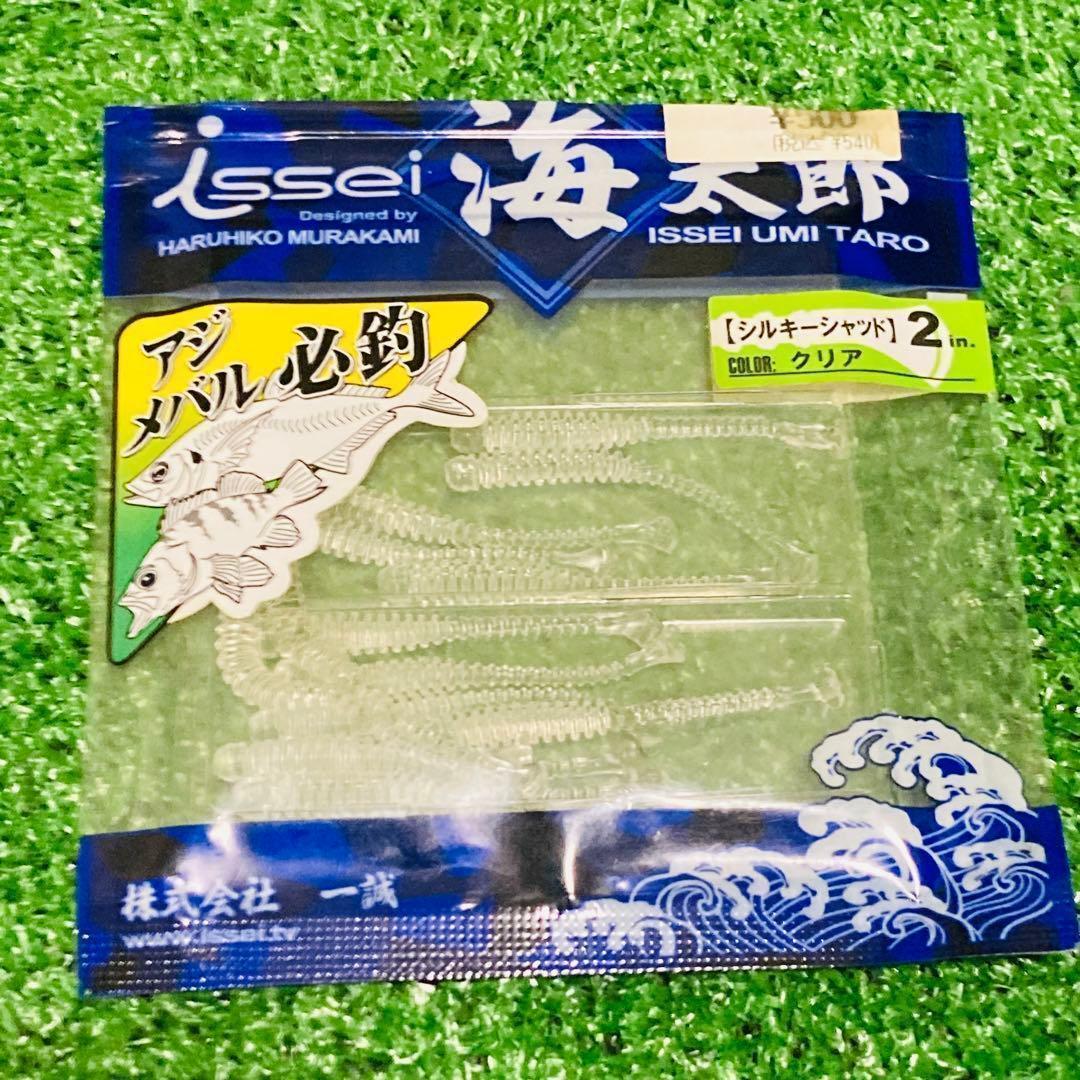 issei
Designed by
HARUHIKO MURAKAMI
海太郎
ISSEI UMI TARO
¥500
(税込 ¥540)
アジ
メバル 必釣
【シルキーシャッド】 2 in.
COLOR: クリア
株式会社 一誠
www.issei.tv